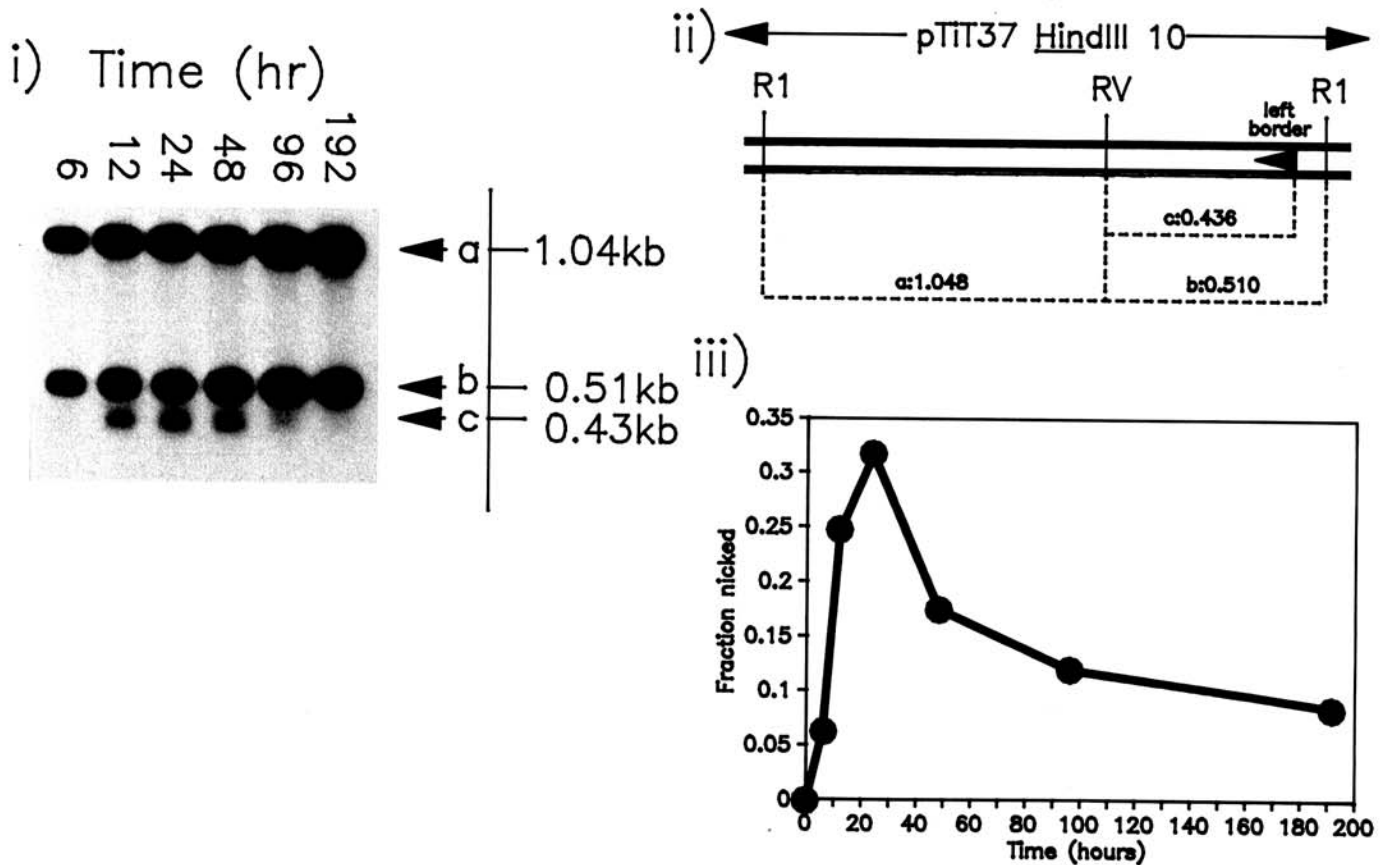 i) Time (hr)
6 12 24 48 96 192
a 1.04kb
b 0.51kb
c 0.43kb
ii) pTiT37 HindIII 10
R1 RV R1
left
border
c:0.436
a:1.048 b:0.510
iii)
Fraction nicked
0.35
0.3
0.25
0.2
0.15
0.1
0.05
0
0 20 40 60 80 100 120 140 160 180 200
Time (hours)